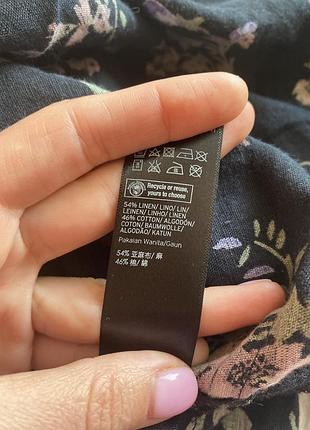 Recycle or reuse,
yours to choose
54% LINEN/ LINO/ LIN/
LEINEN/ LINHO/ LINEN
46% COTTON/ ALGODÓN/
COTON/ BAUMWOLLE/
ALGODÃO/ KATUN
Pakaian Wanita/Gaun
54% 亚麻布/ 麻
46% 棉/ 綿